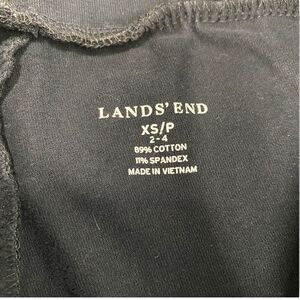 LANDS' END
XS/P
2-4
89% COTTON
11% SPANDEX
MADE IN VIETNAM